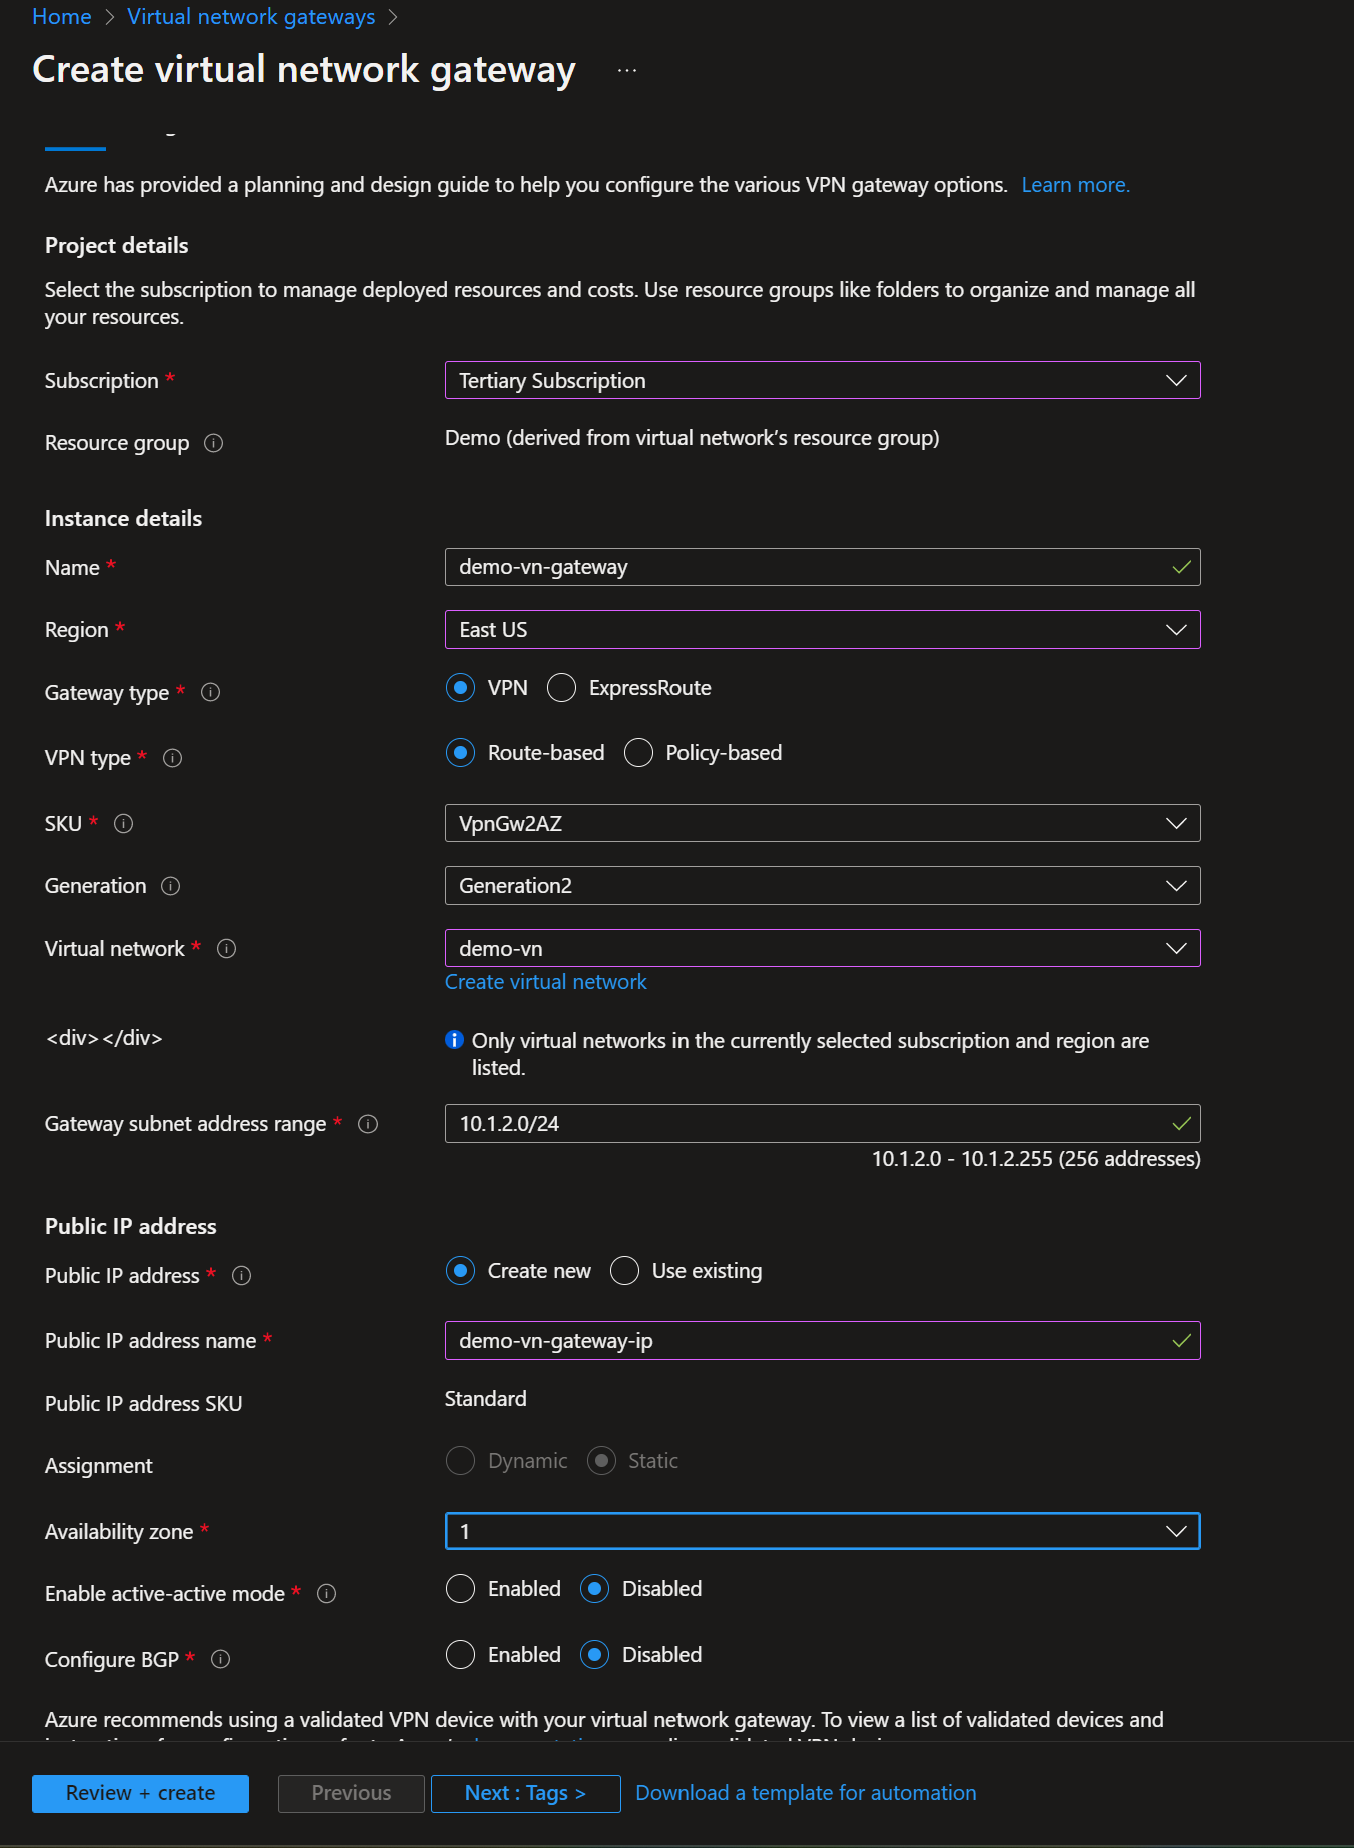 Home > Virtual network gateways >
Create virtual network gateway ...
Azure has provided a planning and design guide to help you configure the various VPN gateway options. Learn more.
Project details
Select the subscription to manage deployed resources and costs. Use resource groups like folders to organize and manage all
your resources.
Subscription *
Tertiary Subscription
Resource group
Demo (derived from virtual network's resource group)
Instance details
Name *
demo-vn-gateway
Region *
East US
Gateway type *
VPN ExpressRoute
VPN type *
Route-based Policy-based
SKU *
VpnGw2AZ
Generation
Generation2
Virtual network *
demo-vn
Create virtual network
<div></div>
Only virtual networks in the currently selected subscription and region are
listed.
Gateway subnet address range *
10.1.2.0/24
10.1.2.0 - 10.1.2.255 (256 addresses)
Public IP address
Public IP address *
Create new Use existing
Public IP address name *
demo-vn-gateway-ip
Public IP address SKU
Standard
Assignment
Dynamic Static
Availability zone *
1
Enable active-active mode *
Enabled Disabled
Configure BGP *
Enabled Disabled
Azure recommends using a validated VPN device with your virtual network gateway. To view a list of validated devices and
Review + create
Previous
Next : Tags >
Download a template for automation